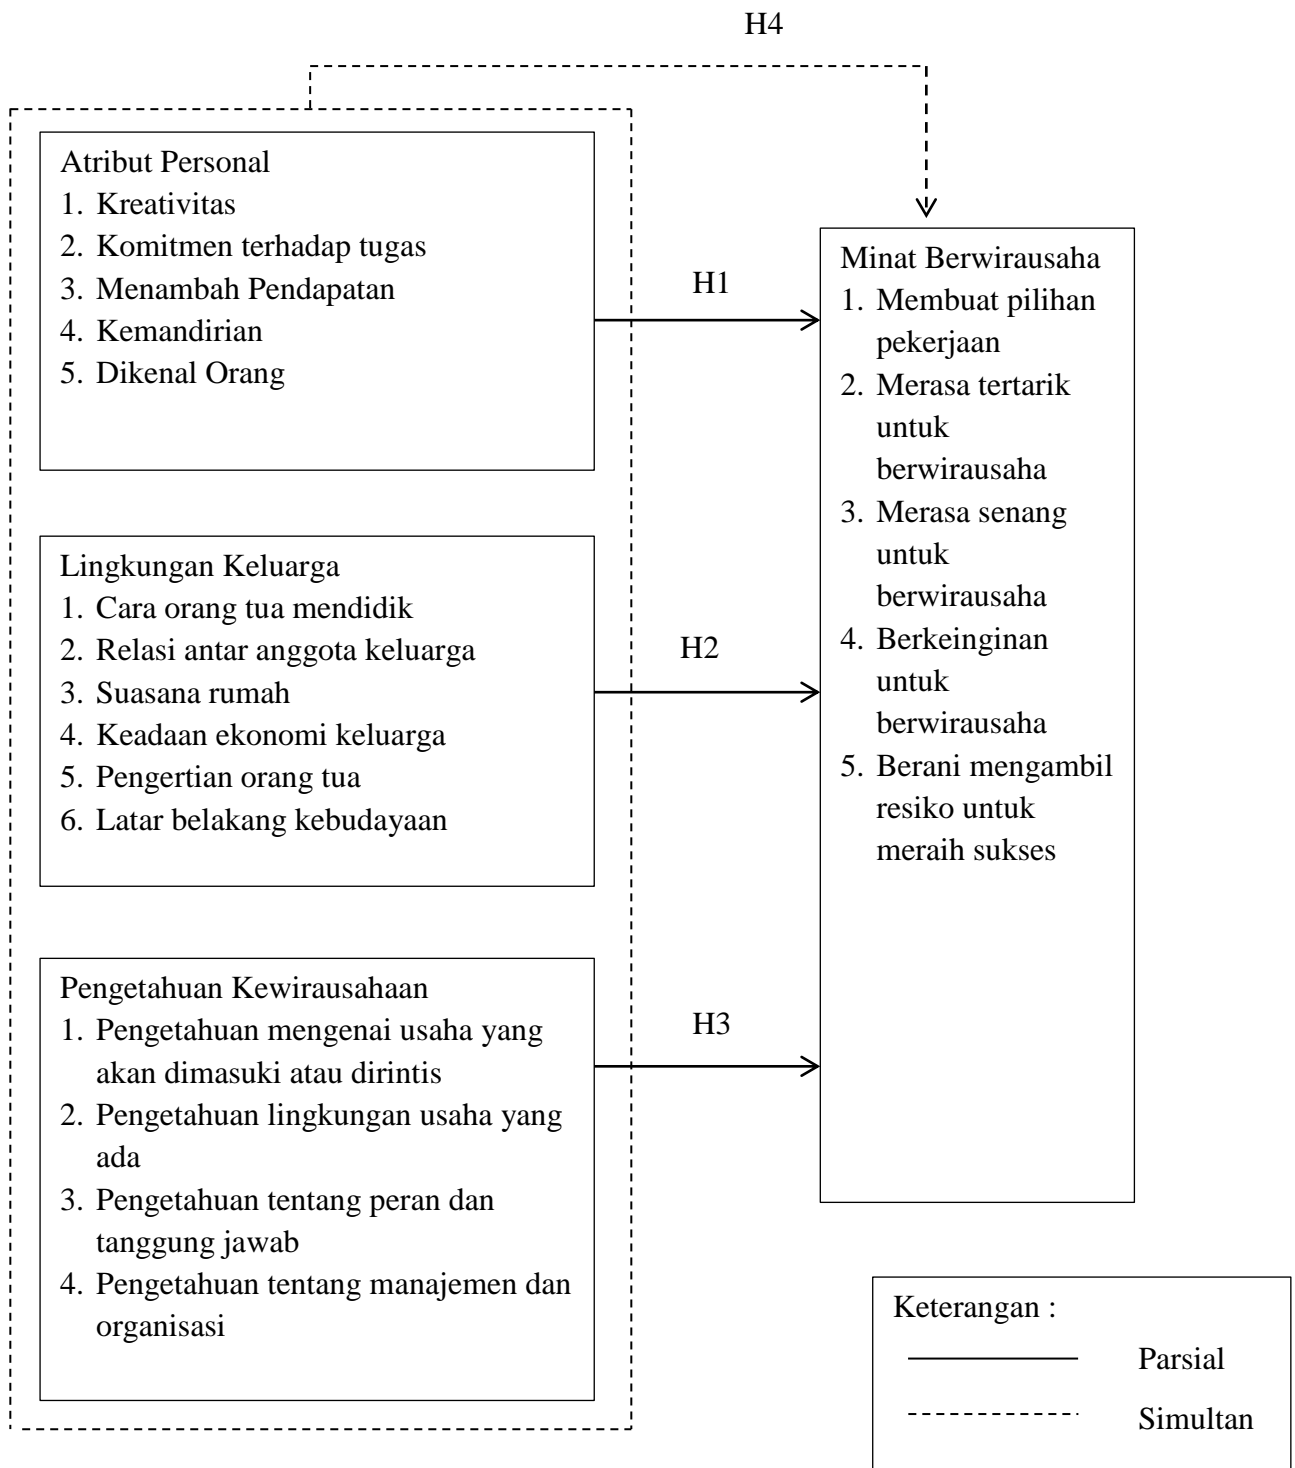 H4
Atribut Personal
1. Kreativitas
2. Komitmen terhadap tugas
3. Menambah Pendapatan
4. Kemandirian
5. Dikenal Orang
H1
Lingkungan Keluarga
1. Cara orang tua mendidik
2. Relasi antar anggota keluarga
3. Suasana rumah
4. Keadaan ekonomi keluarga
5. Pengertian orang tua
6. Latar belakang kebudayaan
H2
Pengetahuan Kewirausahaan
1. Pengetahuan mengenai usaha yang
akan dimasuki atau dirintis
2. Pengetahuan lingkungan usaha yang
ada
3. Pengetahuan tentang peran dan
tanggung jawab
4. Pengetahuan tentang manajemen dan
organisasi
H3
Minat Berwirausaha
1. Membuat pilihan
pekerjaan
2. Merasa tertarik
untuk
berwirausaha
3. Merasa senang
untuk
berwirausaha
4. Berkeinginan
untuk
berwirausaha
5. Berani mengambil
resiko untuk
meraih sukses
Keterangan :
Parsial
Simultan